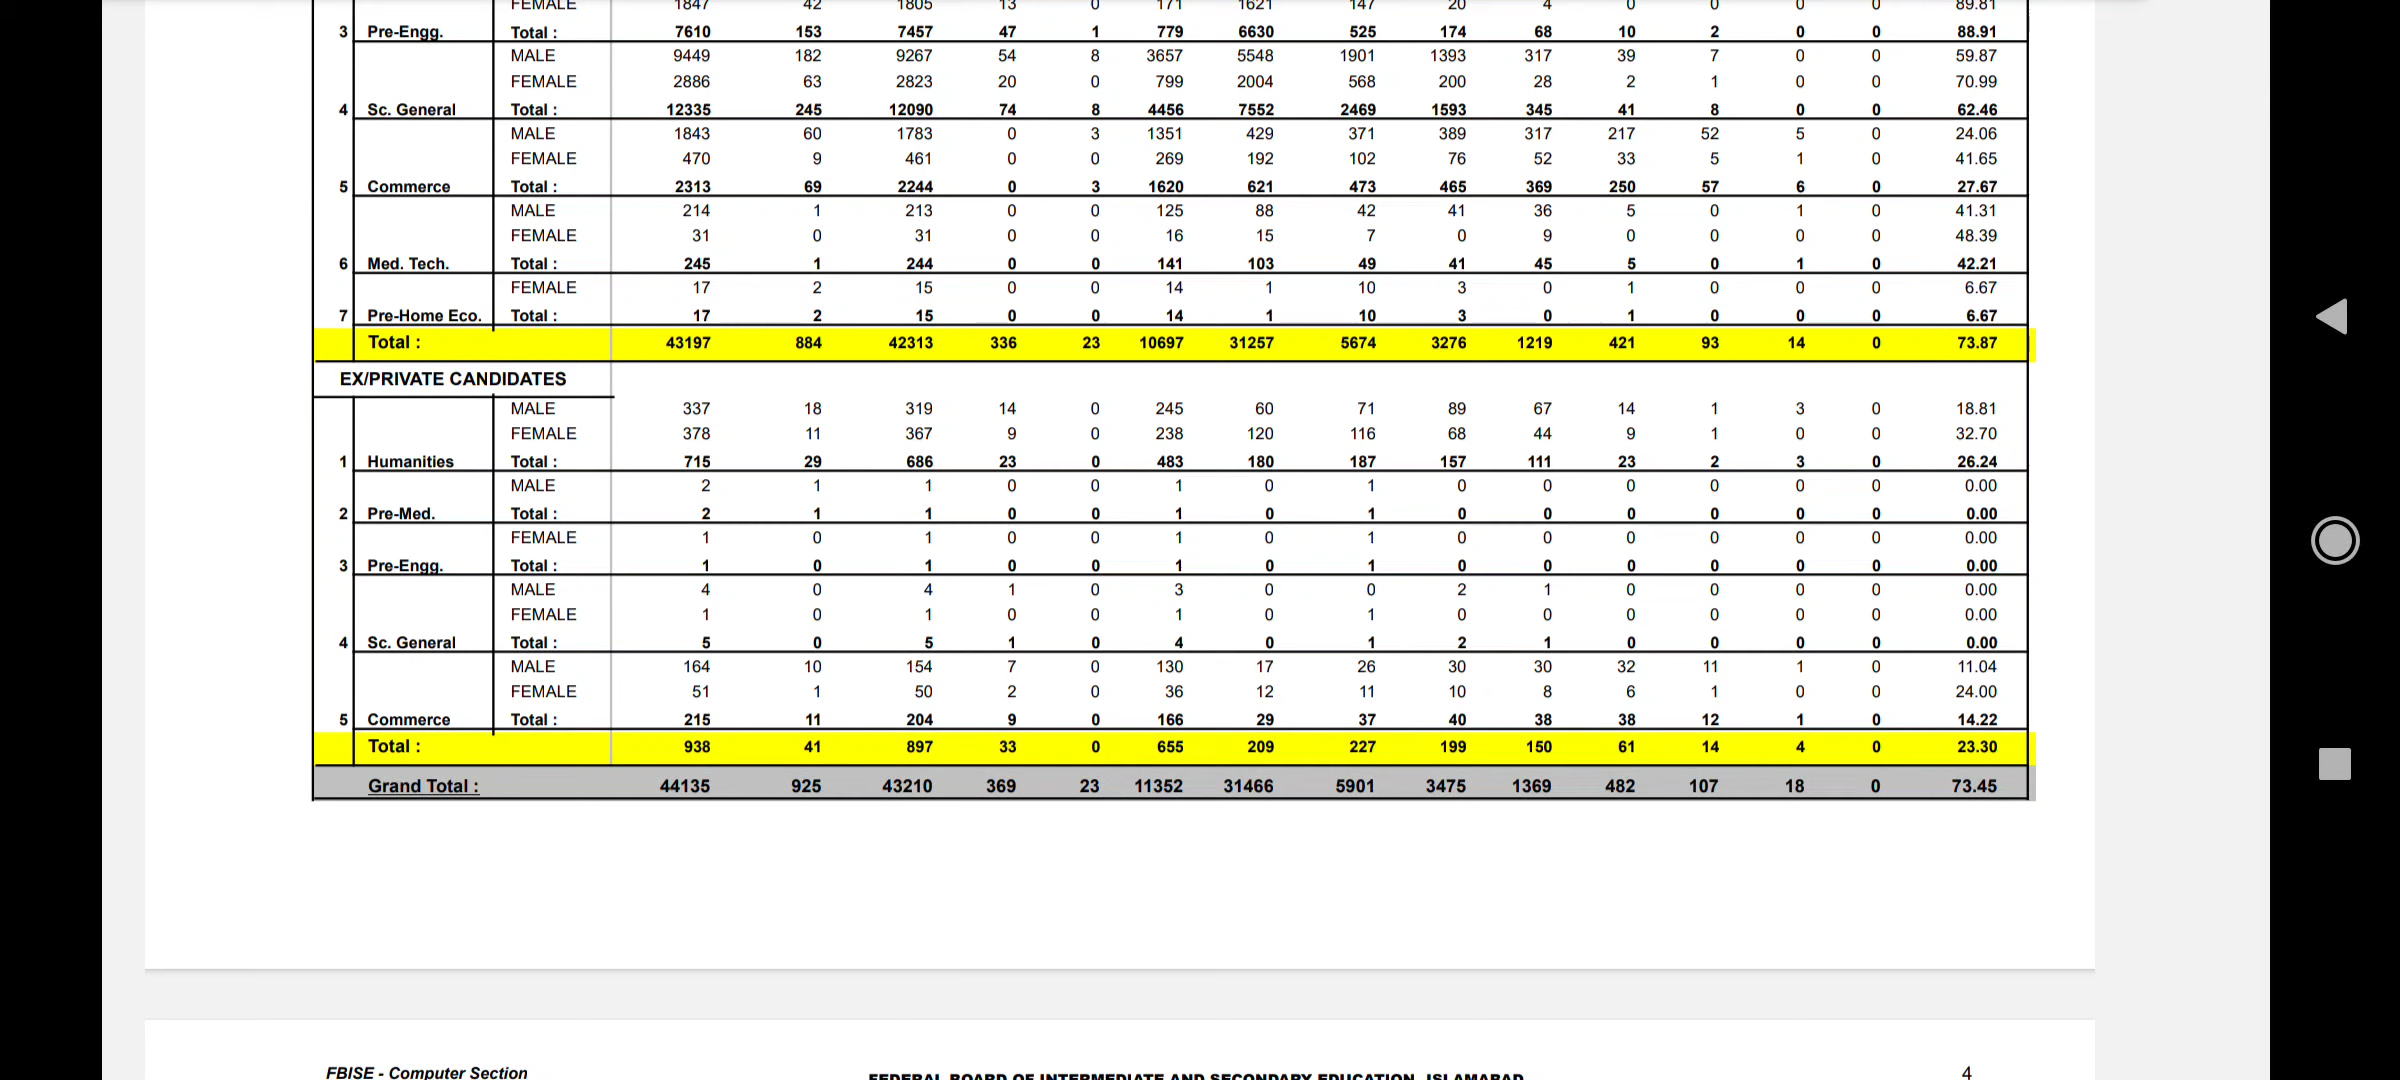 FEMALE 1847 42 1805 13 0 171 1621 147 20 4 0 0 0 0 89.81
3 Pre-Engg. Total : 7610 153 7457 47 1 779 6630 525 174 68 10 2 0 0 88.91
MALE 9449 182 9267 54 8 3657 5548 1901 1393 317 39 7 0 0 59.87
FEMALE 2886 63 2823 20 0 799 2004 568 200 28 2 1 0 0 70.99
4 Sc. General Total : 12335 245 12090 74 8 4456 7552 2469 1593 345 41 8 0 0 62.46
MALE 1843 60 1783 0 3 1351 429 371 389 317 217 52 5 0 24.06
FEMALE 470 9 461 0 0 269 192 102 76 52 33 5 1 0 41.65
5 Commerce Total : 2313 69 2244 0 3 1620 621 473 465 369 250 57 6 0 27.67
MALE 214 1 213 0 0 125 88 42 41 36 5 0 1 0 41.31
FEMALE 31 0 31 0 0 16 15 7 0 9 0 0 0 0 48.39
6 Med. Tech. Total : 245 1 244 0 0 141 103 49 41 45 5 0 1 0 42.21
FEMALE 17 2 15 0 0 14 1 10 3 0 1 0 0 0 6.67
7 Pre-Home Eco. Total : 17 2 15 0 0 14 1 10 3 0 1 0 0 0 6.67
Total : 43197 884 42313 336 23 10697 31257 5674 3276 1219 421 93 14 0 73.87
EX/PRIVATE CANDIDATES
MALE 337 18 319 14 0 245 60 71 89 67 14 1 3 0 18.81
FEMALE 378 11 367 9 0 238 120 116 68 44 9 1 0 0 32.70
1 Humanities Total : 715 29 686 23 0 483 180 187 157 111 23 2 3 0 26.24
MALE 2 1 1 0 0 1 0 1 0 0 0 0 0 0 0.00
2 Pre-Med. Total : 2 1 1 0 0 1 0 1 0 0 0 0 0 0 0.00
FEMALE 1 0 1 0 0 1 0 1 0 0 0 0 0 0 0.00
3 Pre-Engg. Total : 1 0 1 0 0 1 0 1 0 0 0 0 0 0 0.00
MALE 4 0 4 1 0 3 0 0 2 1 0 0 0 0 0.00
FEMALE 1 0 1 0 0 1 0 1 0 0 0 0 0 0 0.00
4 Sc. General Total : 5 0 5 1 0 4 0 1 2 1 0 0 0 0 0.00
MALE 164 10 154 7 0 130 17 26 30 30 32 11 1 0 11.04
FEMALE 51 1 50 2 0 36 12 11 10 8 6 1 0 0 24.00
5 Commerce Total : 215 11 204 9 0 166 29 37 40 38 38 12 1 0 14.22
Total : 938 41 897 33 0 655 209 227 199 150 61 14 4 0 23.30
Grand Total : 44135 925 43210 369 23 11352 31466 5901 3475 1369 482 107 18 0 73.45
FBISE - Computer Section FEDERAL BOARD OF INTERMEDIATE AND SECONDARY EDUCATION, ISLAMABAD 4